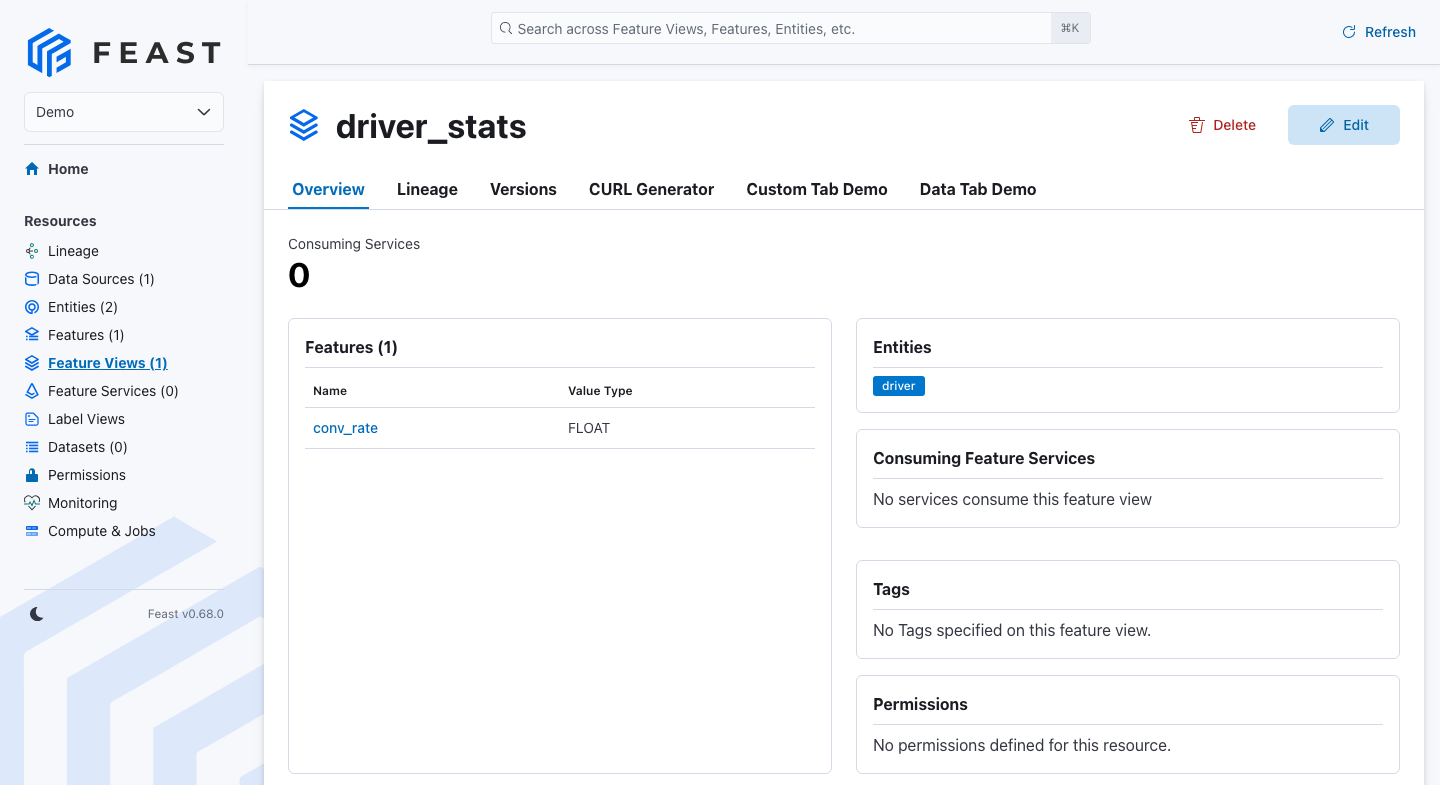 FEAST
Search across Feature Views, Features, Entities, etc.
⌘K
Refresh
Demo
Home
Resources
Lineage
Data Sources (1)
Entities (2)
Features (1)
Feature Views (1)
Feature Services (0)
Label Views
Datasets (0)
Permissions
Monitoring
Compute & Jobs
Feast v0.68.0
driver_stats
Delete
Edit
Overview
Lineage
Versions
CURL Generator
Custom Tab Demo
Data Tab Demo
Consuming Services
0
Features (1)
Name Value Type
conv_rate FLOAT
Entities
driver
Consuming Feature Services
No services consume this feature view
Tags
No Tags specified on this feature view.
Permissions
No permissions defined for this resource.